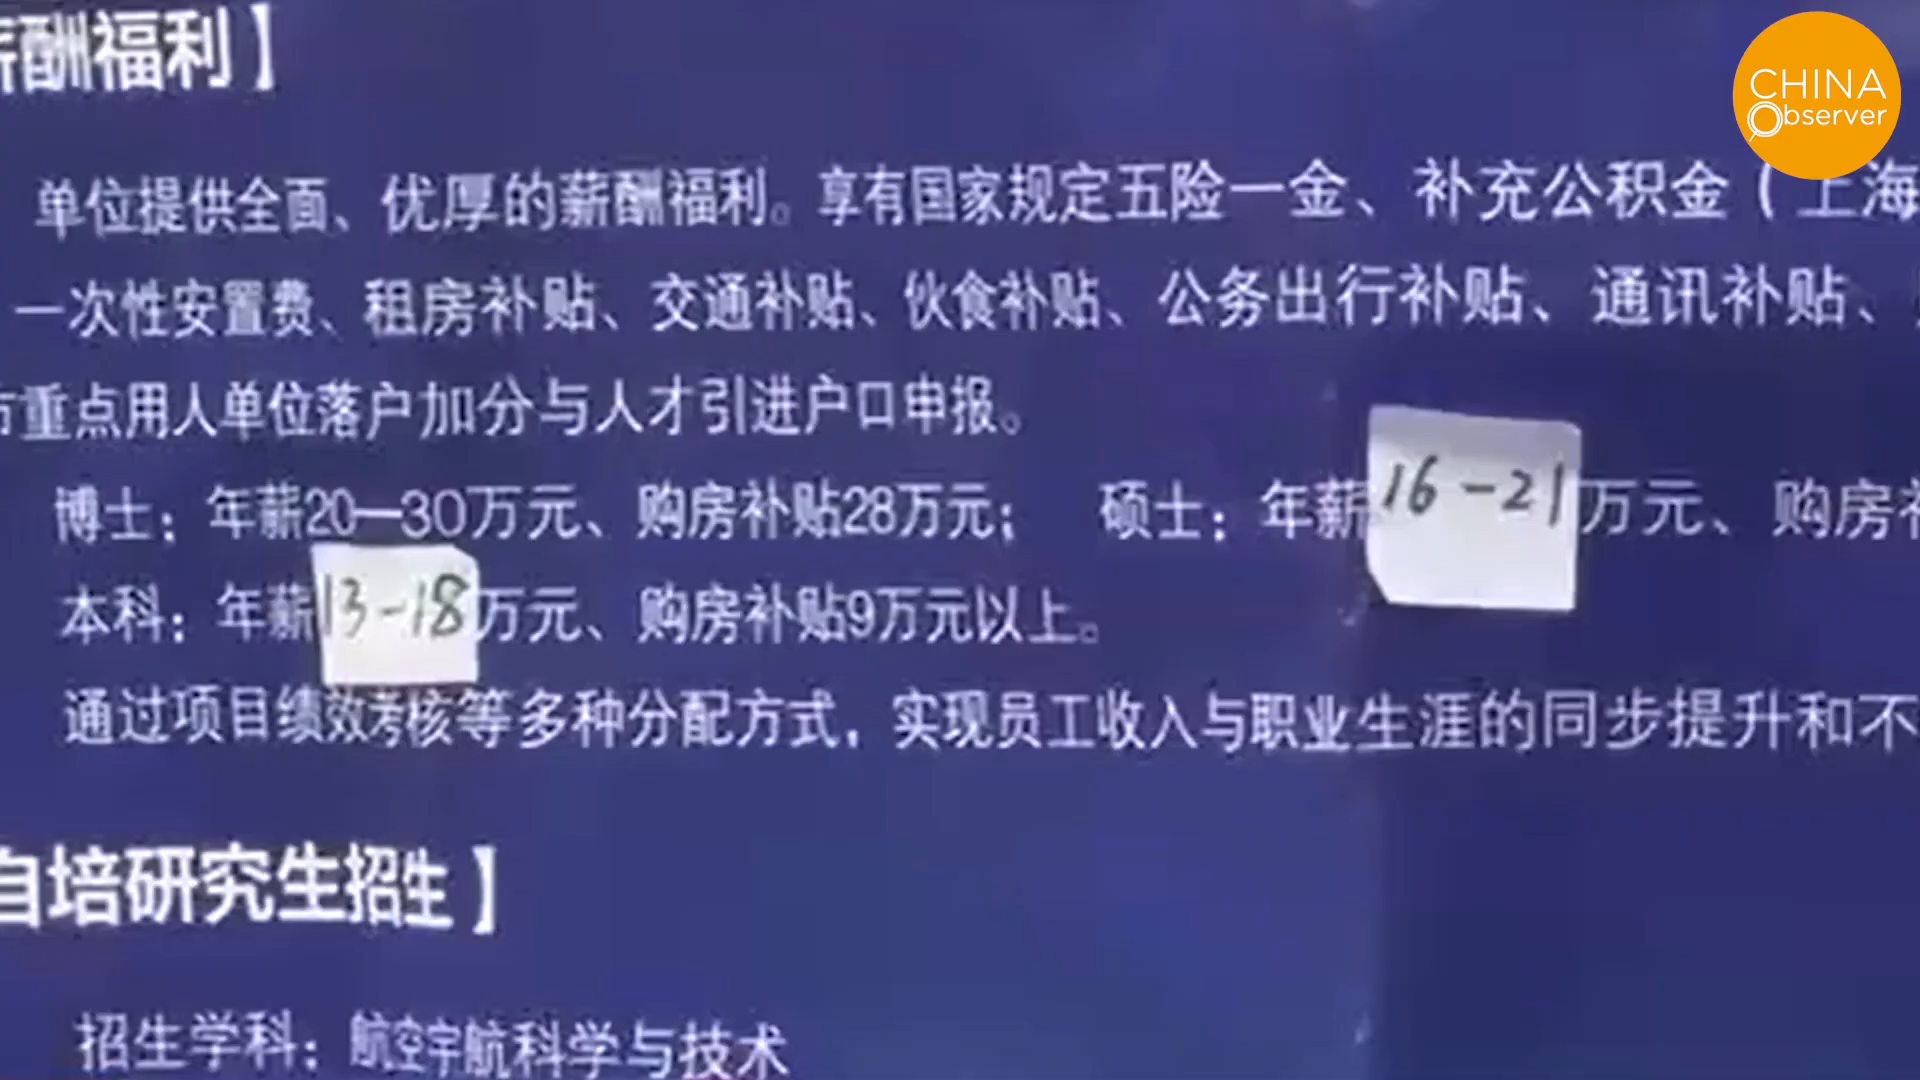 酬福利】
CHINA
Observer
单位提供全面、优厚的薪酬福利。享有国家规定五险一金、补充公积金（上海
一次性安置费、租房补贴、交通补贴、伙食补贴、公务出行补贴、通讯补贴、
市重点用人单位落户加分与人才引进户口申报。
博士：年薪20—30万元、购房补贴28万元； 硕士：年薪16-21万元、购房补
本科：年薪13-18万元、购房补贴9万元以上。
通过项目绩效考核等多种分配方式，实现员工收入与职业生涯的同步提升和不
自培研究生招生】
招生学科：航空宇航科学与技术